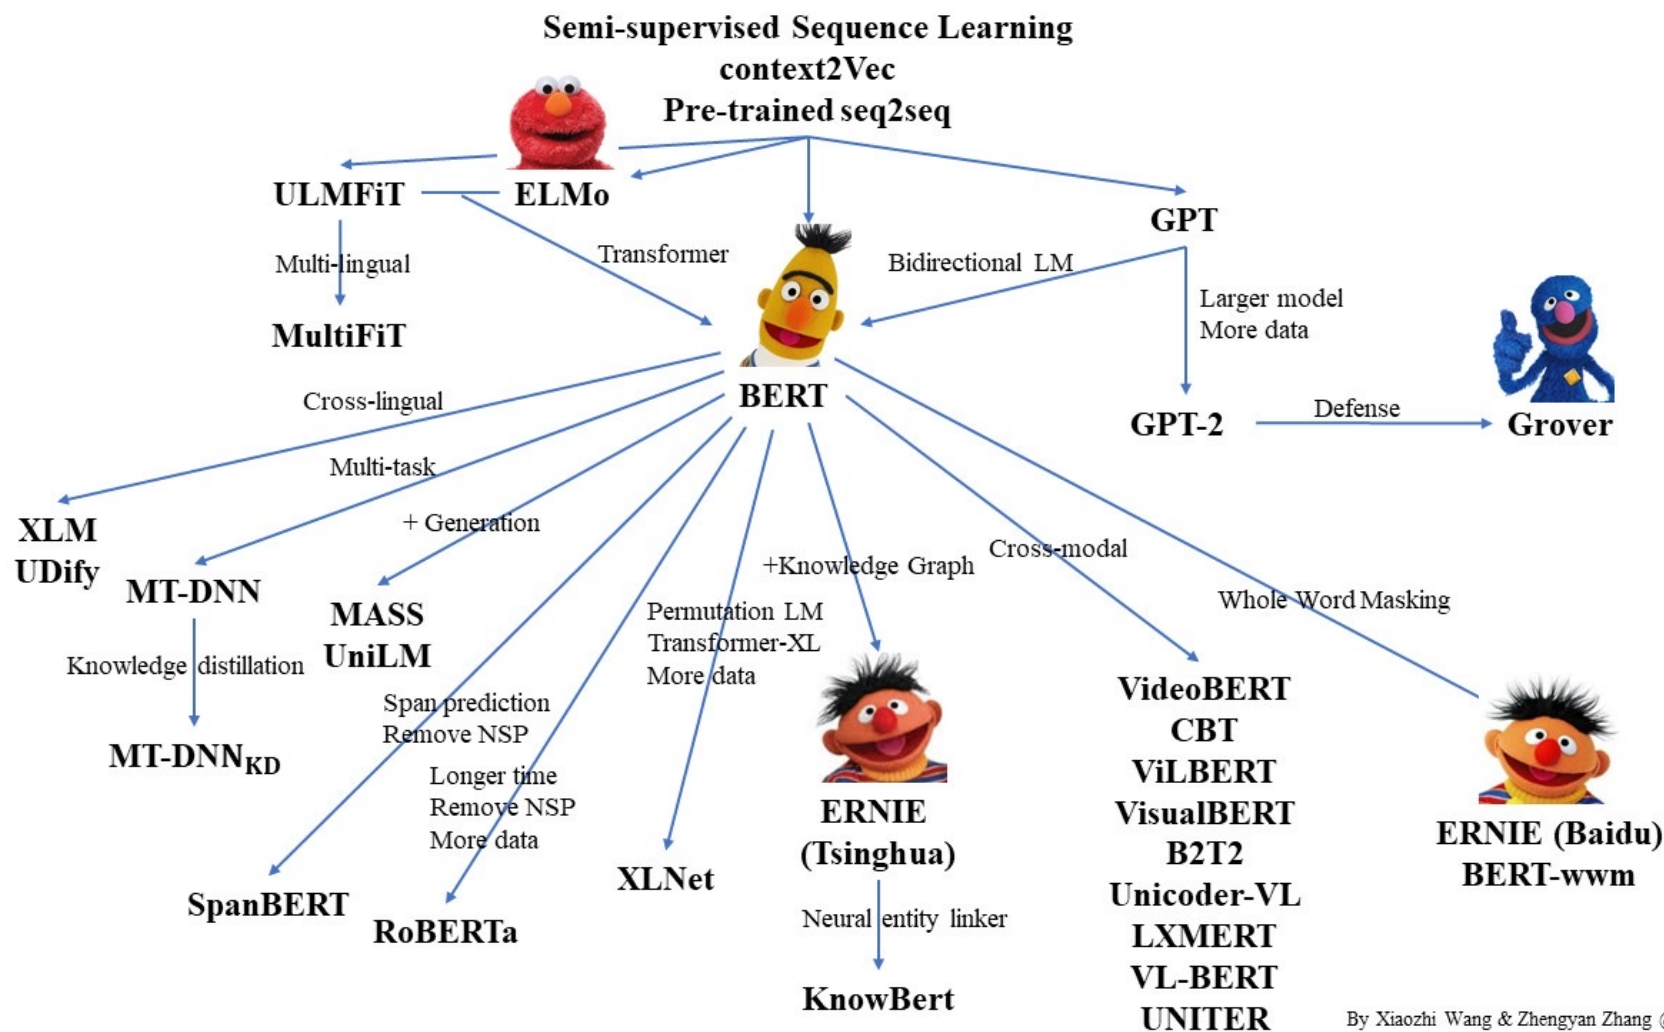 Semi-supervised Sequence Learning
context2Vec
Pre-trained seq2seq
ULMFiT
ELMo
GPT
Multi-lingual
Transformer
Bidirectional LM
Larger model
More data
MultiFiT
BERT
GPT-2
Defense
Grover
Cross-lingual
Multi-task
+ Generation
+Knowledge Graph
Cross-modal
Whole Word Masking
XLM
UDify
MT-DNN
MASS
UniLM
Permutation LM
Transformer-XL
More data
Knowledge distillation
MT-DNNKD
Span prediction
Remove NSP
Longer time
Remove NSP
More data
SpanBERT
RoBERTa
XLNet
ERNIE
(Tsinghua)
Neural entity linker
KnowBert
VideoBERT
CBT
ViLBERT
VisualBERT
B2T2
Unicoder-VL
LXMERT
VL-BERT
UNITER
ERNIE (Baidu)
BERT-wwm
By Xiaozhi Wang & Zhengyan Zhang @